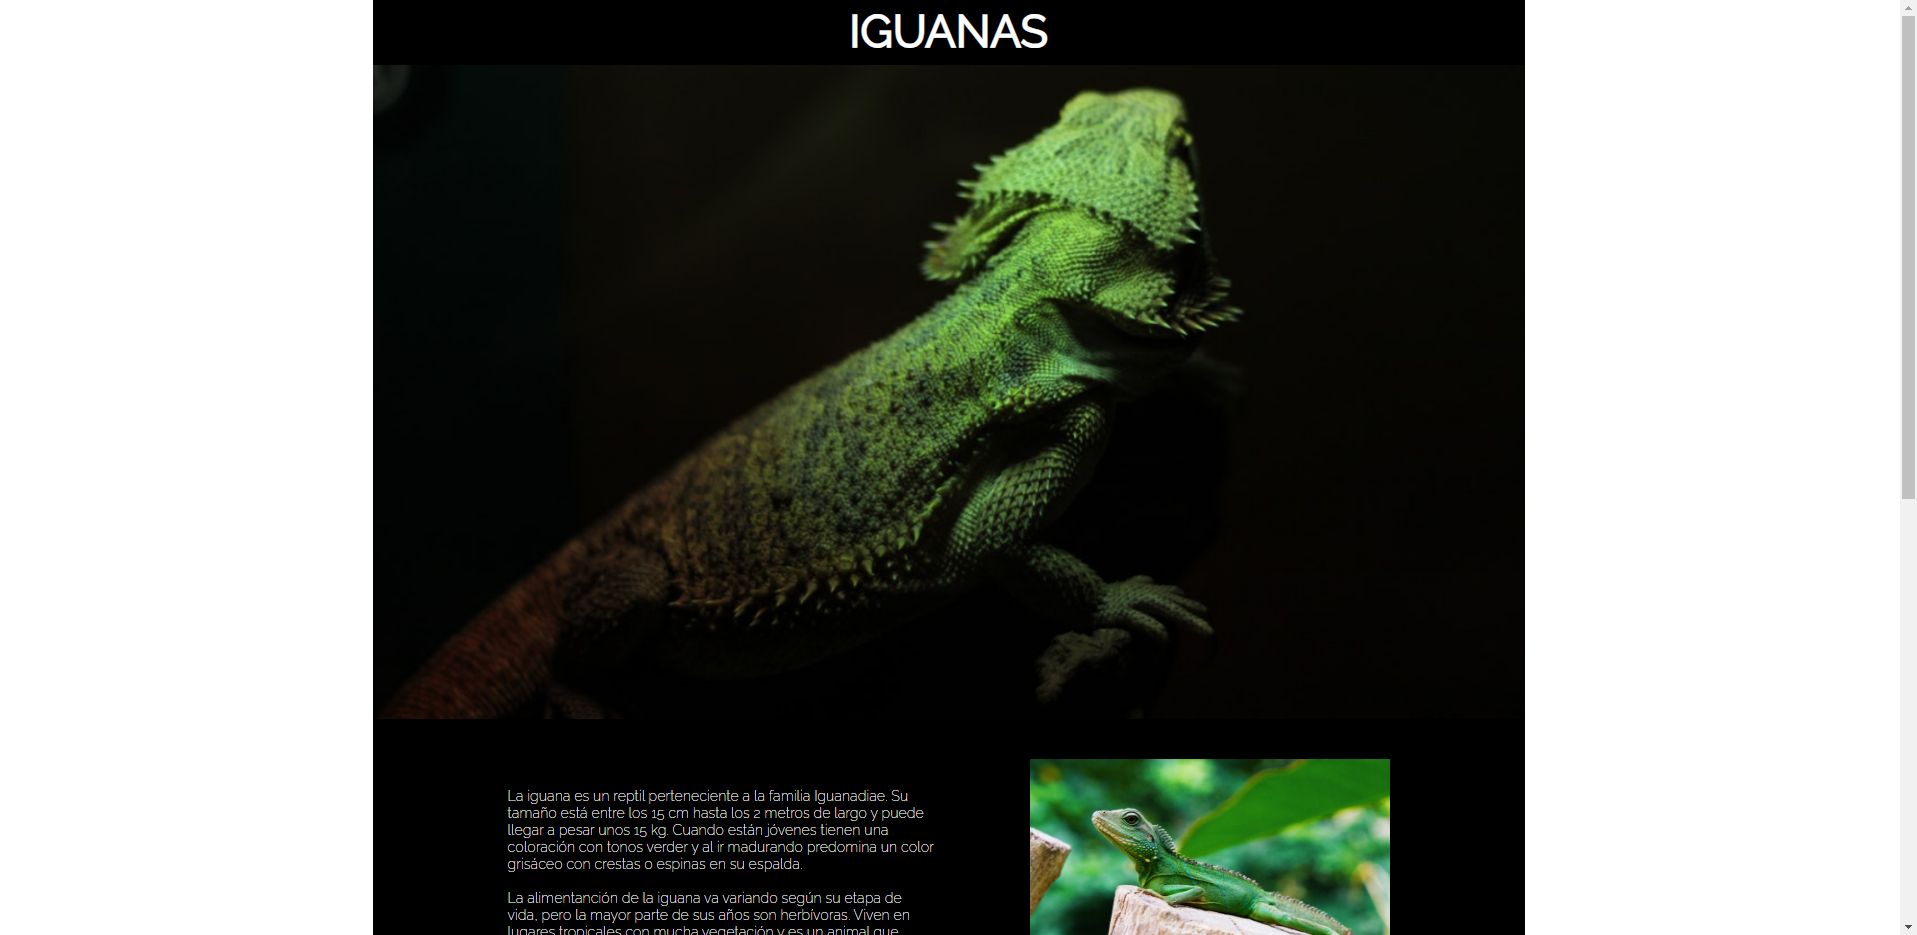 IGUANAS
La iguana es un reptil perteneciente a la familia Iguanadiae. Su
tamaño está entre los 15 cm hasta los 2 metros de largo y puede
llegar a pesar unos 15 kg. Cuando están jóvenes tienen una
coloración con tonos verder y al ir madurando predomina un color
grisáceo con crestas o espinas en su espalda.
La alimentanción de la iguana va variando según su etapa de
vida, pero la mayor parte de sus años son herbívoras. Viven en
lugares tropicales con mucha vegetación y es un animal que